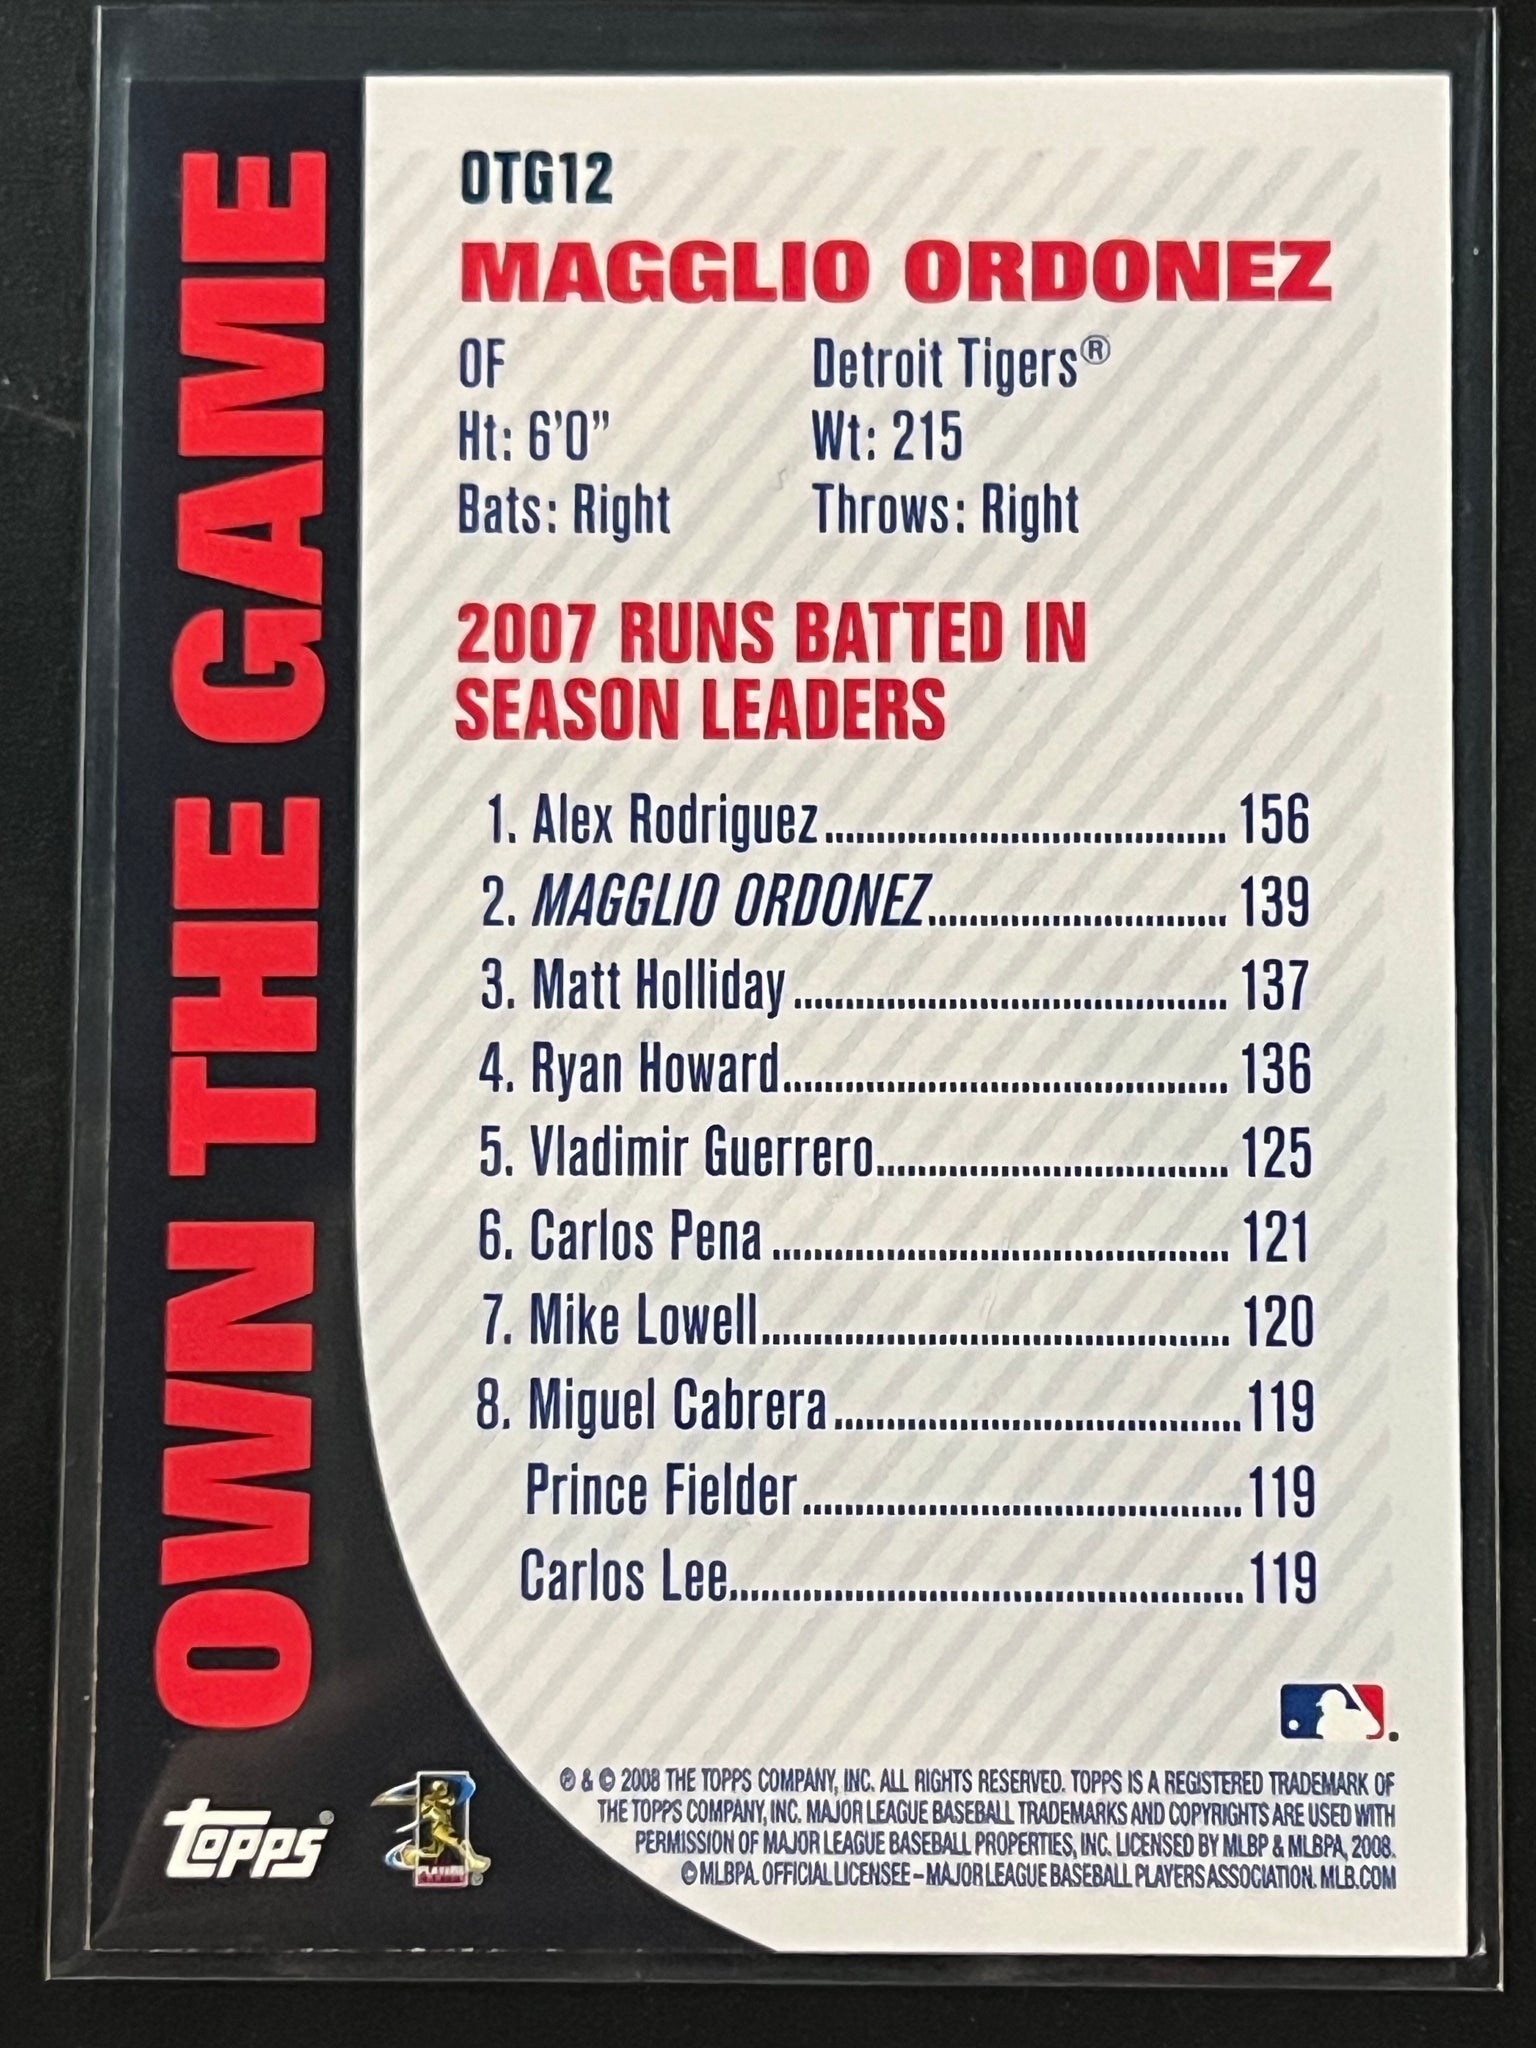 OWN THE GAME
OTG12
MAGGLIO ORDONEZ
OF Detroit Tigers®
Ht: 6'0" Wt: 215
Bats: Right Throws: Right
2007 RUNS BATTED IN
SEASON LEADERS
1. Alex Rodriguez........................................ 156
2. MAGGLIO ORDONEZ.............................. 139
3. Matt Holliday........................................... 137
4. Ryan Howard............................................ 136
5. Vladimir Guerrero................................... 125
6. Carlos Pena.............................................. 121
7. Mike Lowell............................................... 120
8. Miguel Cabrera.........................................119
Prince Fielder............................................119
Carlos Lee...................................................119
℗ & © 2008 THE TOPPS COMPANY, INC. ALL RIGHTS RESERVED. TOPPS IS A REGISTERED TRADEMARK OF
THE TOPPS COMPANY, INC. MAJOR LEAGUE BASEBALL TRADEMARKS AND COPYRIGHTS ARE USED WITH
PERMISSION OF MAJOR LEAGUE BASEBALL PROPERTIES, INC. LICENSED BY MLBP & MLBPA, 2008.
© MLBPA. OFFICIAL LICENSEE – MAJOR LEAGUE BASEBALL PLAYERS ASSOCIATION. MLB.COM
Topps®
PLAYERS